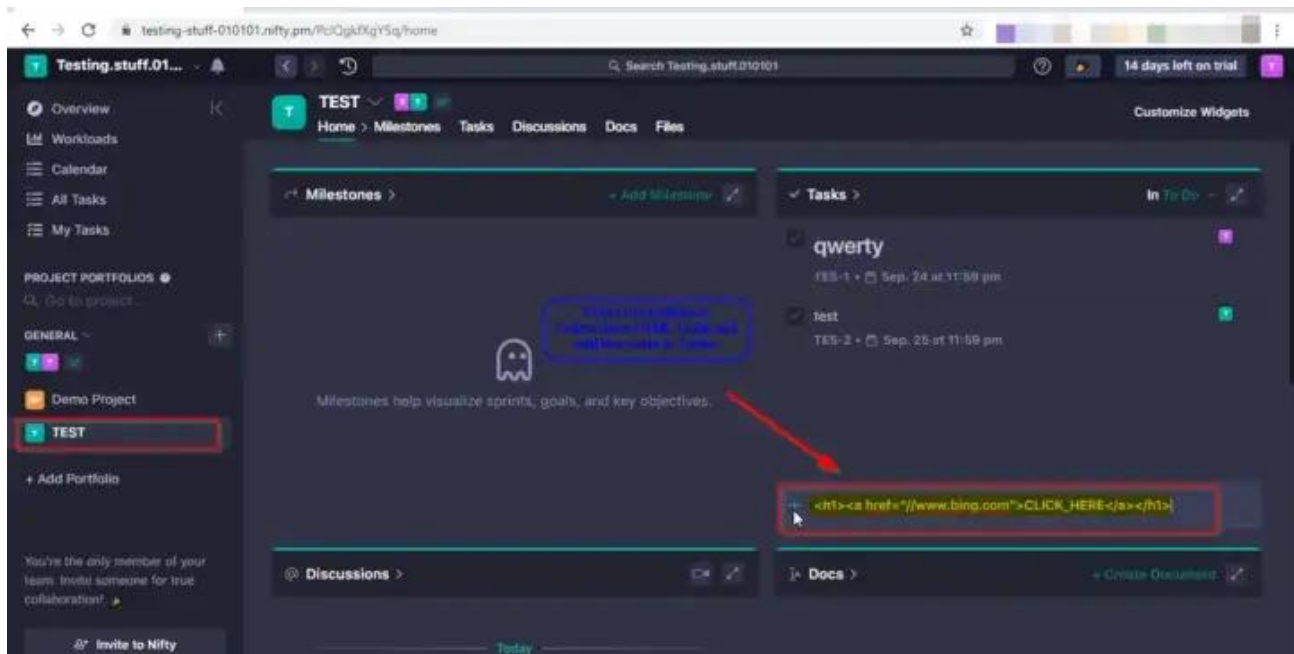 testing-stuff-010101.nifty.pm/PclQgkfXgYSq/home
Testing.stuff.01...
Search Testing.stuff.010101
14 days left on trial
Overview
Workloads
Calendar
All Tasks
My Tasks
PROJECT PORTFOLIOS
Go to project...
GENERAL
Demo Project
TEST
+ Add Portfolio
You're the only member of your
team. Invite someone for true
collaboration!
Invite to Nifty
TEST
Customize Widgets
Home > Milestones Tasks Discussions Docs Files
Milestones >
+ Add Milestone
Milestones help visualize sprints, goals, and key objectives.
Tasks >
In To Do
qwerty
TES-1 • Sep. 24 at 11:59 pm
test
TES-2 • Sep. 25 at 11:59 pm
<h1><a href="//www.bing.com">CLICK_HERE</a></h1>
Discussions >
Today
Docs >
+ Create Document